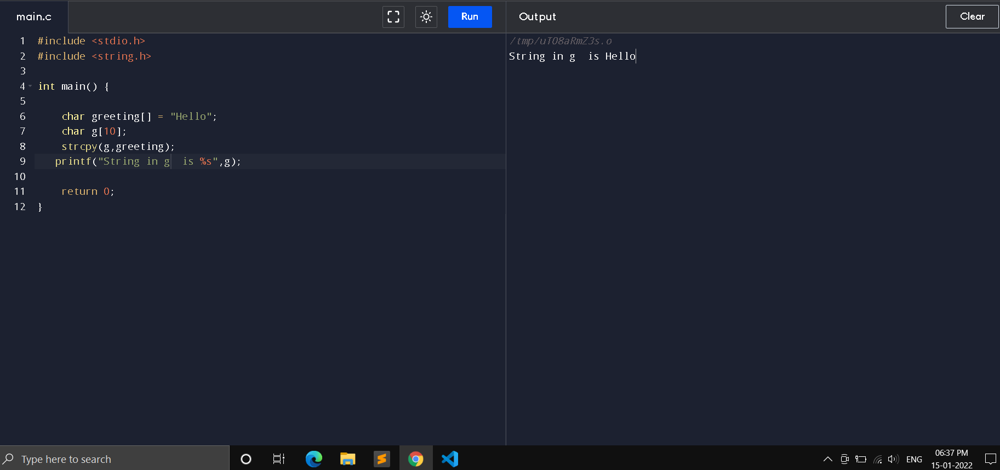 main.c
Run
Output
Clear
1 #include <stdio.h>
2 #include <string.h>
3
4 int main() {
5
6     char greeting[] = "Hello";
7     char g[10];
8     strcpy(g,greeting);
9    printf("String in g  is %s",g);
10
11     return 0;
12 }
/tmp/uTO8aRmZ3s.o
String in g  is Hello
Type here to search
ENG
06:37 PM
15-01-2022